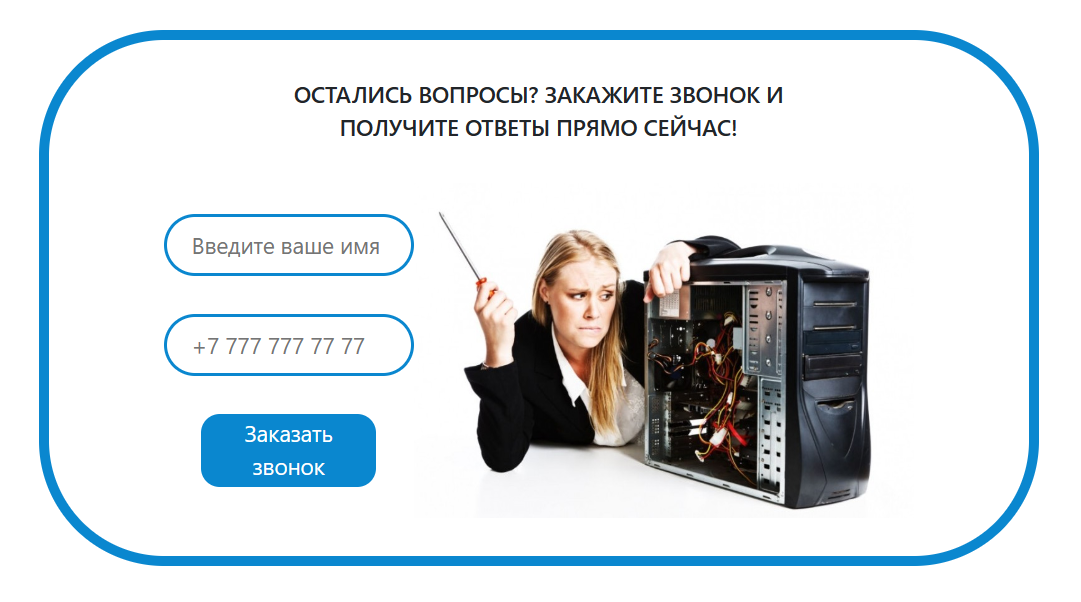 ОСТАЛИСЬ ВОПРОСЫ? ЗАКАЖИТЕ ЗВОНОК И
ПОЛУЧИТЕ ОТВЕТЫ ПРЯМО СЕЙЧАС!
Введите ваше имя
+7 777 777 77 77
Заказать
звонок